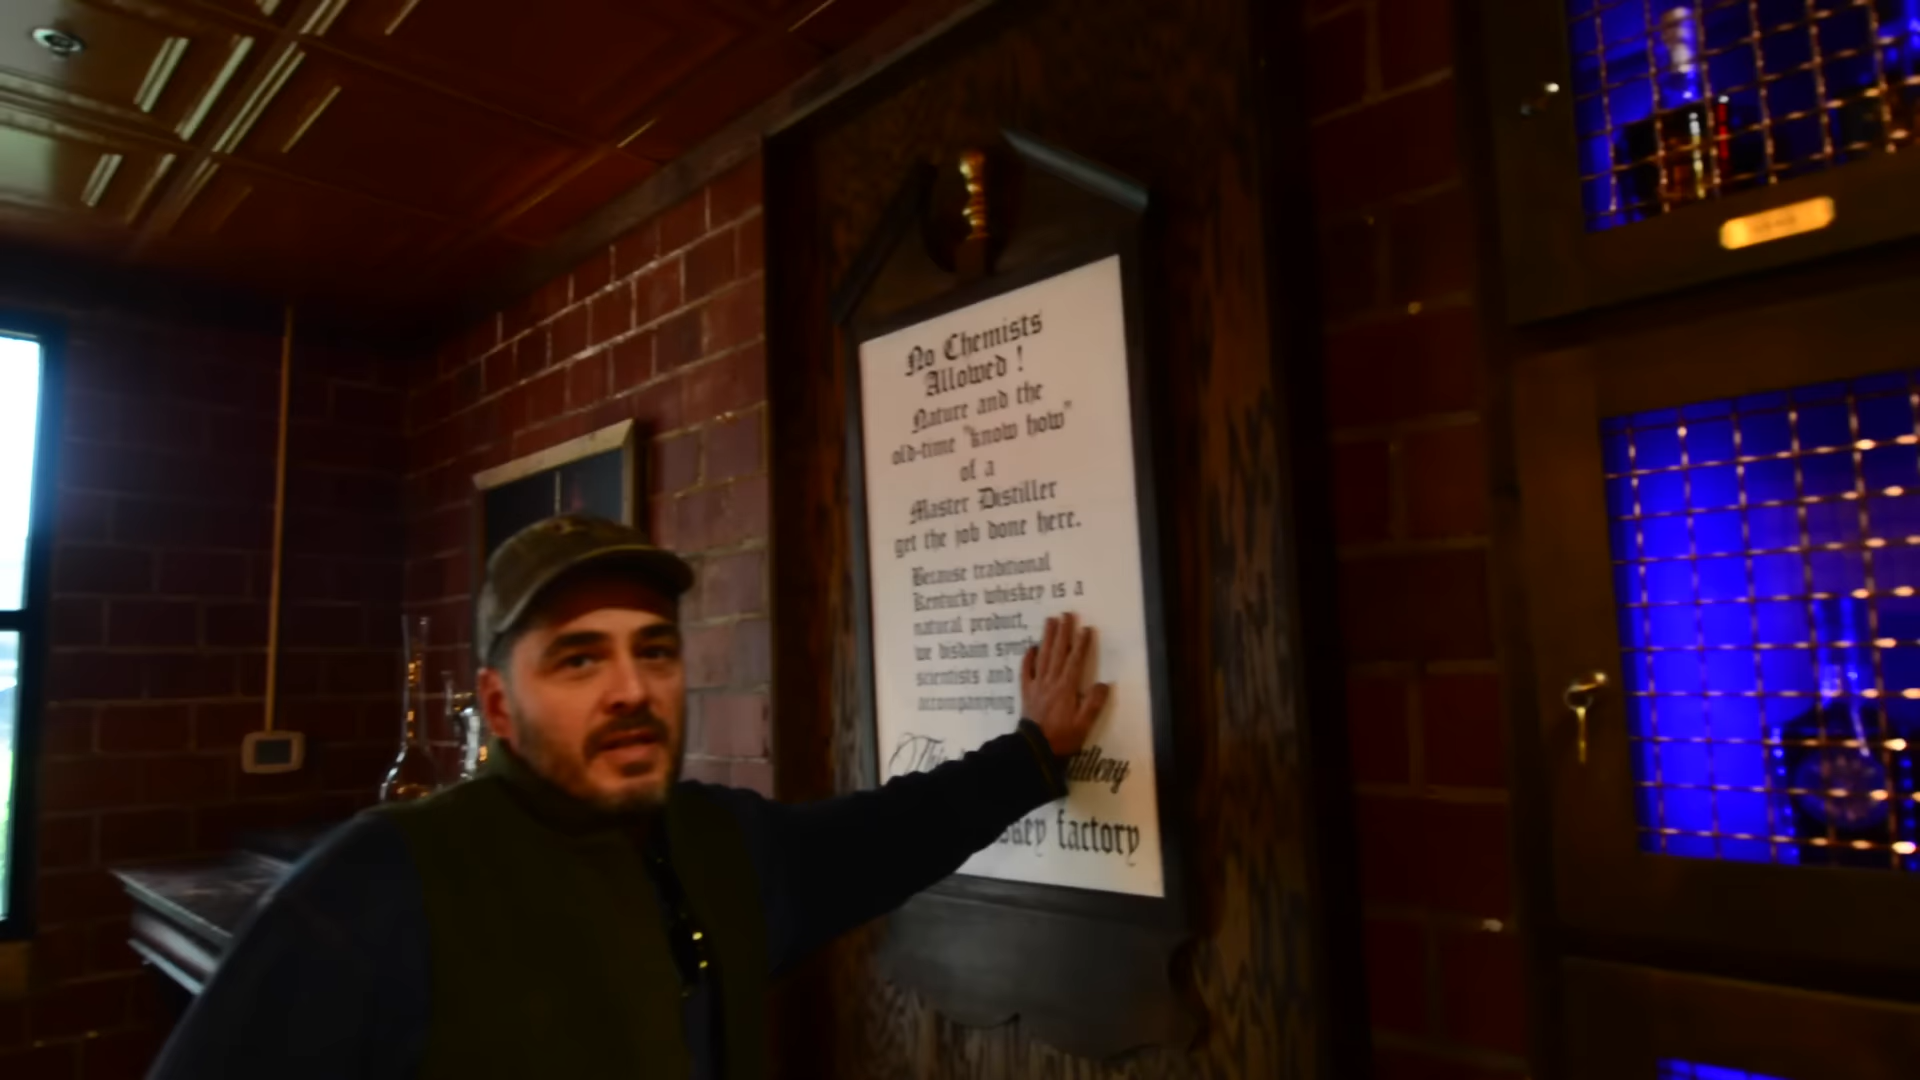 No Chemists
Allowed !
Nature and the
old-time "know how"
of a
Master Distiller
get the job done here.
Because traditional
Kentucky whiskey is a
natural product,
we disdain
scientists and
accompanying
factory